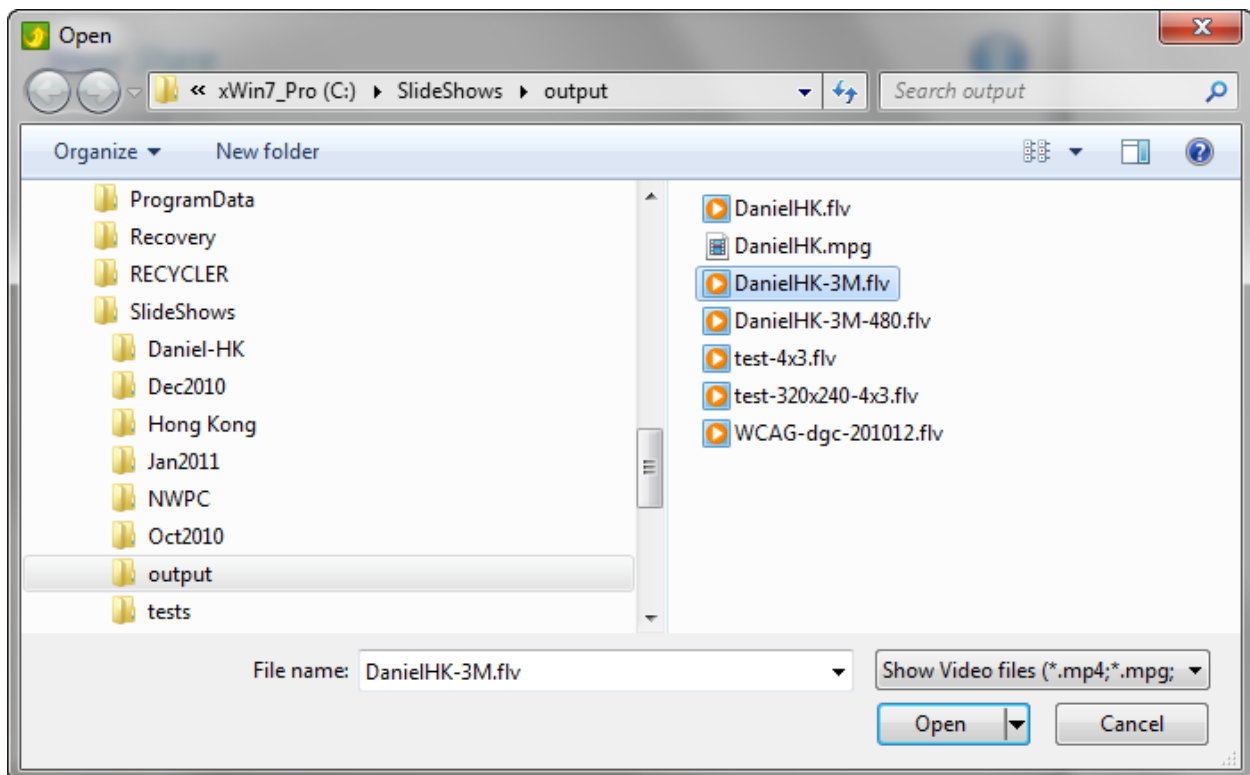 Open
« xWin7_Pro (C:) ▸ SlideShows ▸ output
Search output
Organize
New folder
ProgramData
Recovery
RECYCLER
SlideShows
Daniel-HK
Dec2010
Hong Kong
Jan2011
NWPC
Oct2010
output
tests
DanielHK.flv
DanielHK.mpg
DanielHK-3M.flv
DanielHK-3M-480.flv
test-4x3.flv
test-320x240-4x3.flv
WCAG-dgc-201012.flv
File name: DanielHK-3M.flv
Show Video files (*.mp4;*.mpg;
Open
Cancel